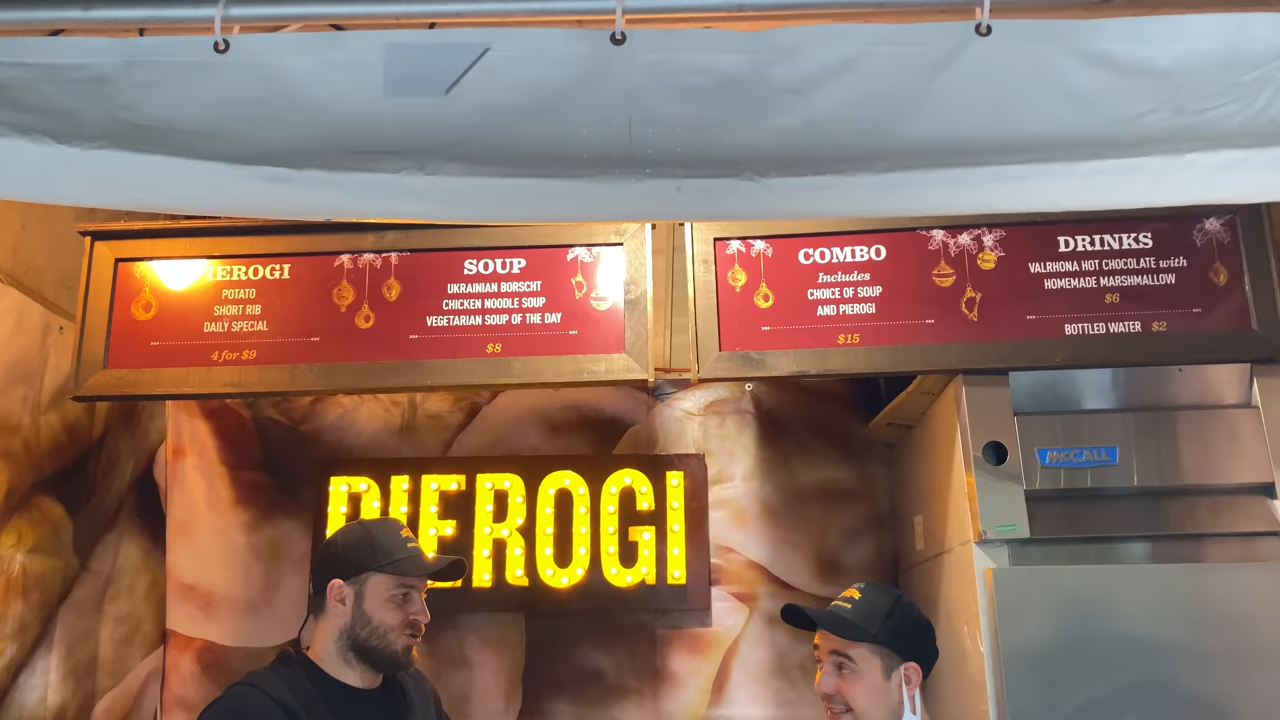 PIEROGI
POTATO
SHORT RIB
DAILY SPECIAL
4 for $9
SOUP
UKRAINIAN BORSCHT
CHICKEN NOODLE SOUP
VEGETARIAN SOUP OF THE DAY
$8
COMBO
Includes
CHOICE OF SOUP
AND PIEROGI
$15
DRINKS
VALRHONA HOT CHOCOLATE with
HOMEMADE MARSHMALLOW
$6
BOTTLED WATER $2
McCALL
PIEROGI